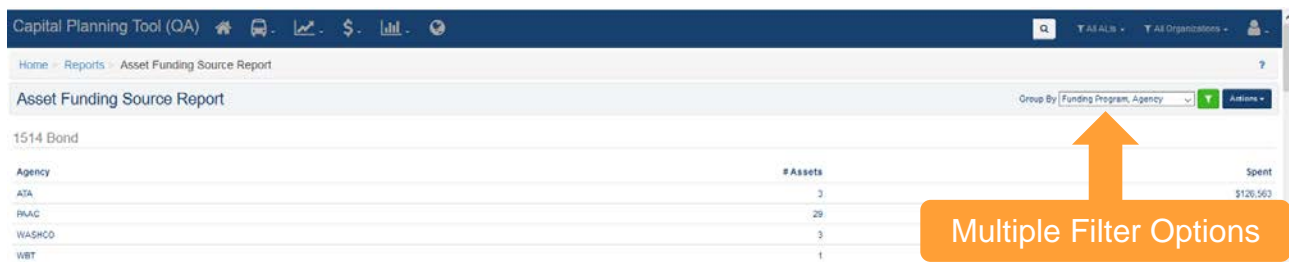 Capital Planning Tool (QA)
All ALIs
All Organizations
Home Reports Asset Funding Source Report ?
Asset Funding Source Report
Group By Funding Program, Agency
Actions
1514 Bond
Agency # Assets Spent
ATA 3 $126,563
PAAC 29
WASHCO 3
WBT 1
Multiple Filter Options